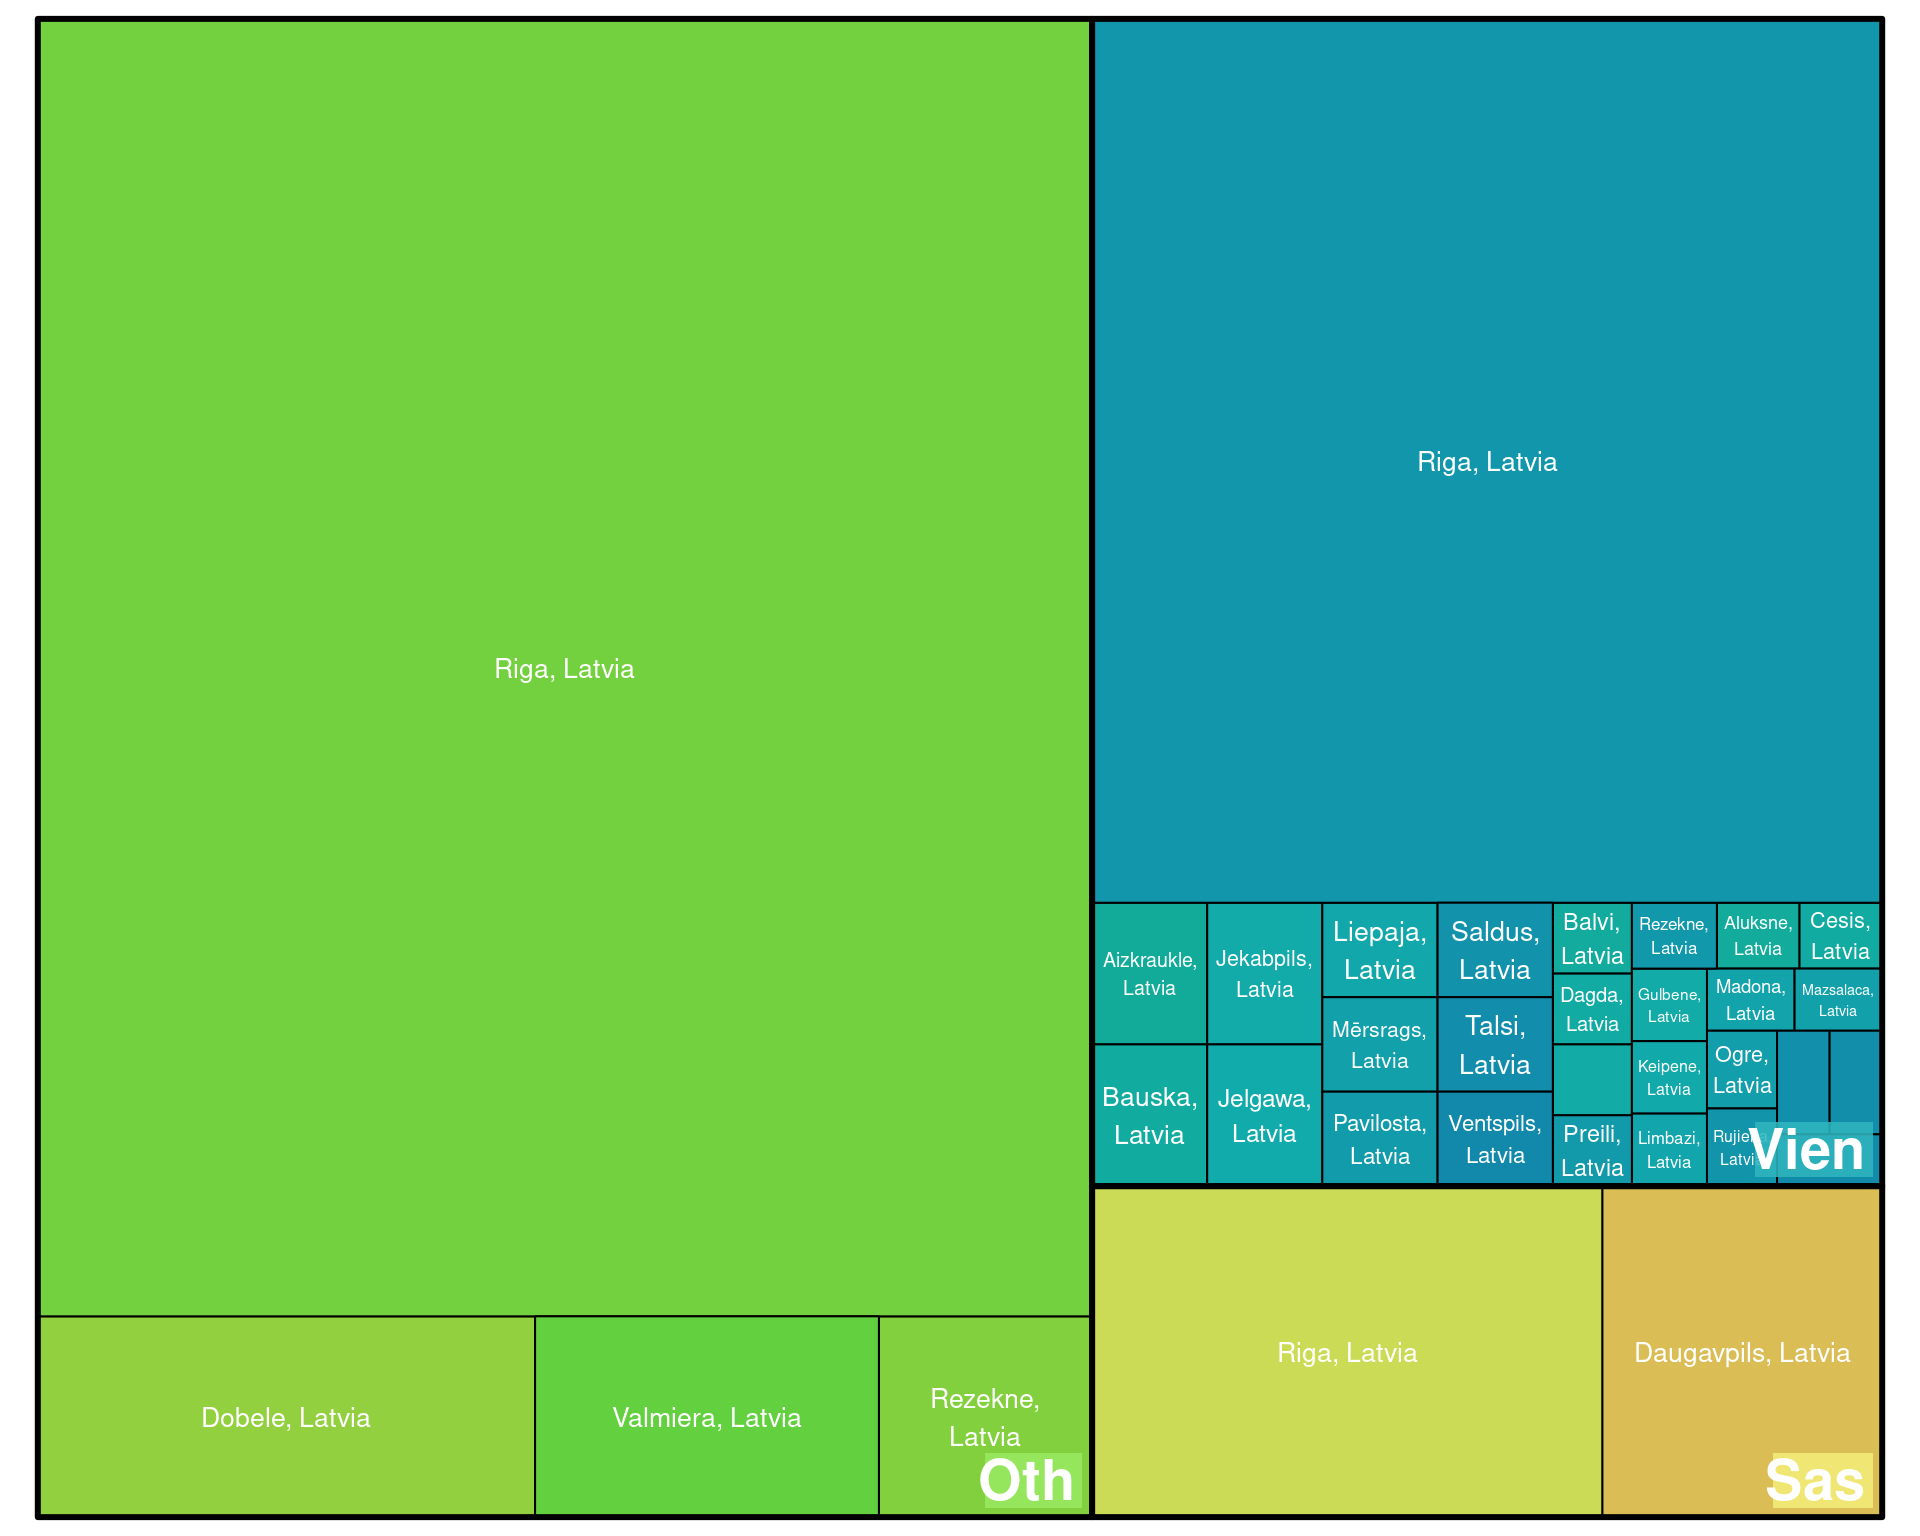 Riga, Latvia
Dobele, Latvia
Valmiera, Latvia
Rezekne,
Latvia
Oth
Riga, Latvia
Aizkraukle,
Latvia
Bauska,
Latvia
Jekabpils,
Latvia
Jelgawa,
Latvia
Liepaja,
Latvia
Mērsrags,
Latvia
Pavilosta,
Latvia
Saldus,
Latvia
Talsi,
Latvia
Ventspils,
Latvia
Balvi,
Latvia
Dagda,
Latvia
Preili,
Latvia
Rezekne,
Latvia
Aluksne,
Latvia
Cesis,
Latvia
Gulbene,
Latvia
Keipene,
Latvia
Limbazi,
Latvia
Madona,
Latvia
Mazsalaca,
Latvia
Ogre,
Latvia
Vien
Riga, Latvia
Daugavpils, Latvia
Sas